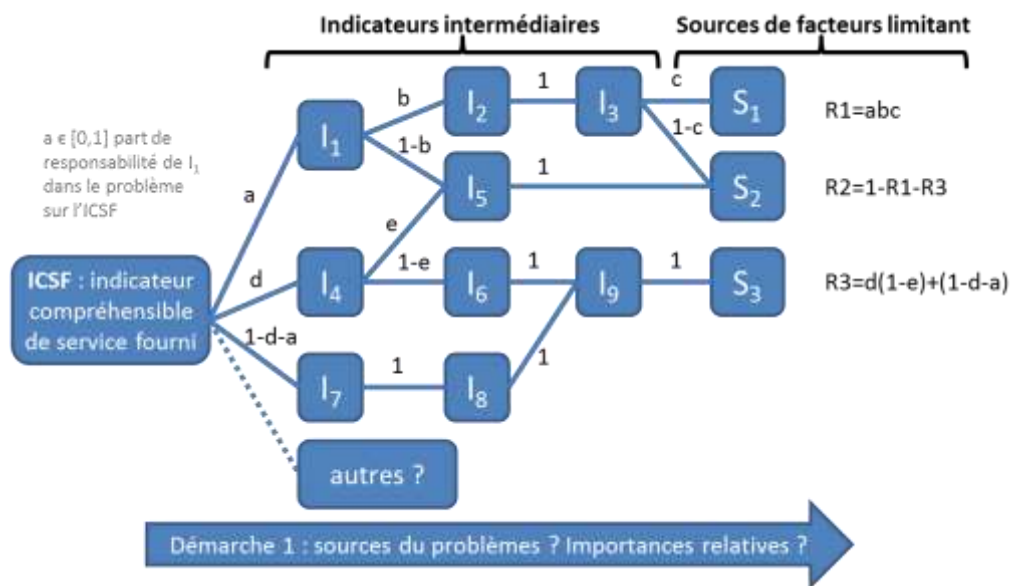 Indicateurs intermédiaires
Sources de facteurs limitant
a ϵ [0,1] part de
responsabilité de I₁
dans le problème
sur l'ICSF
ICSF : indicateur
compréhensible
de service fourni
a
d
1-d-a
I₁
b
1-b
I₂
1
I₃
c
1-c
S₁
R1=abc
I₅
1
S₂
R2=1-R1-R3
e
I₄
1-e
I₆
1
I₉
1
S₃
R3=d(1-e)+(1-d-a)
I₇
1
I₈
1
autres ?
Démarche 1 : sources du problèmes ? Importances relatives ?